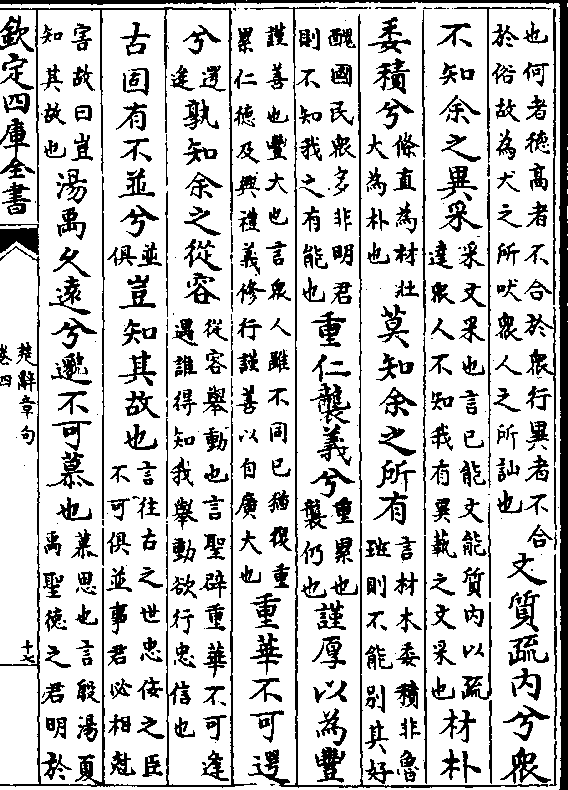 也何者德高者不合於衆行異者不合於俗故為犬之所吠衆人之所訕也文質疏内兮衆
不知余之異采采文采也言己能文能質内以疏達衆人不知我有異藝之文采也材朴
委積兮條直為材壯大為朴也莫知余之所有言材木委積非魯班則不能别其好
醜國民衆多非明君則不知我之有能也重仁襲義兮重累也襲仍也謹厚以為豐
謹善也豐大也言衆人雖不同己猶復重累仁德及興禮義修行謹善以自廣大也重華不可遻
兮遻逢孰知余之從容從容舉動也言聖辟重華不可逢遇誰得知我舉動欲行忠信也
古固有不並兮並俱豈知其故也言往古之世忠佞之臣不可俱並事君必相尅
害故曰豈知其故也湯禹久遠兮邈不可慕也慕思也言殷湯夏禹聖德之君明於
欽定四庫全書
楚辭章句
卷四
十七